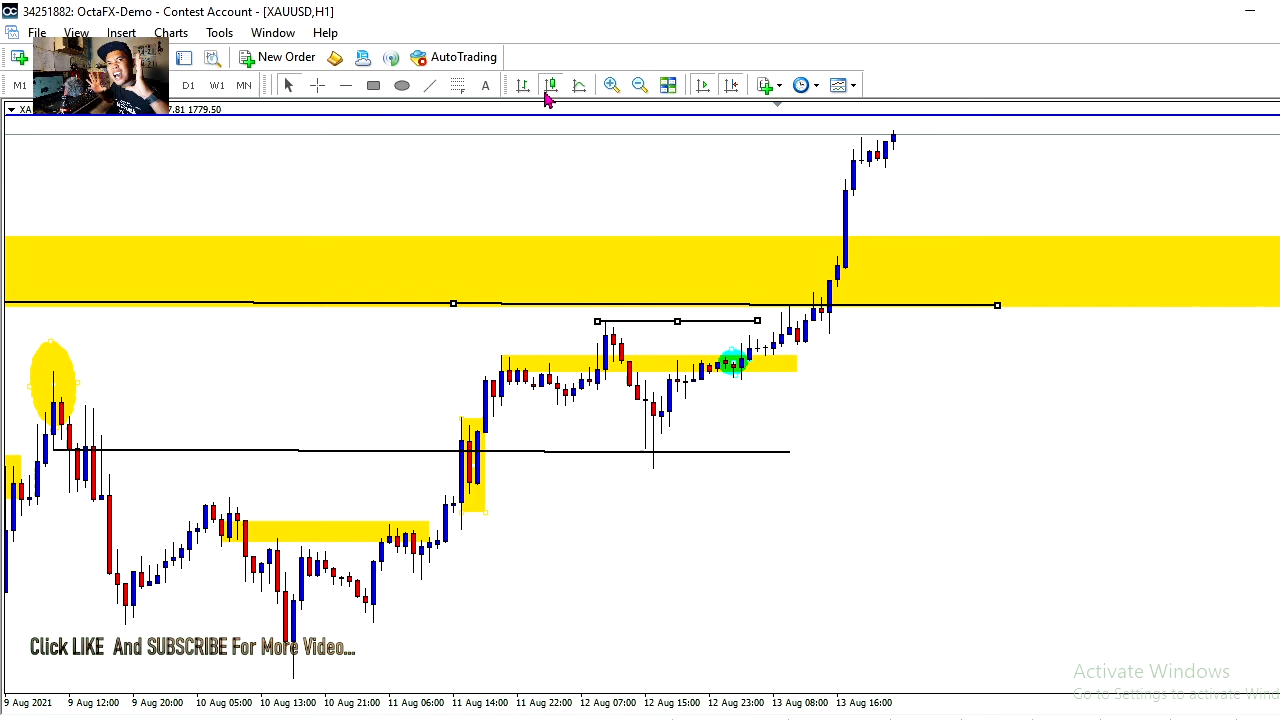 34251882: OctaFX-Demo - Contest Account - [XAUUSD,H1]
File View Insert Charts Tools Window Help
New Order AutoTrading
M1 D1 W1 MN A
XA 7.81 1779.50
Click LIKE And SUBSCRIBE For More Video...
Activate Windows
Go to Settings to activate Wind
9 Aug 2021 9 Aug 12:00 9 Aug 20:00 10 Aug 05:00 10 Aug 13:00 10 Aug 21:00 11 Aug 06:00 11 Aug 14:00 11 Aug 22:00 12 Aug 07:00 12 Aug 15:00 12 Aug 23:00 13 Aug 08:00 13 Aug 16:00